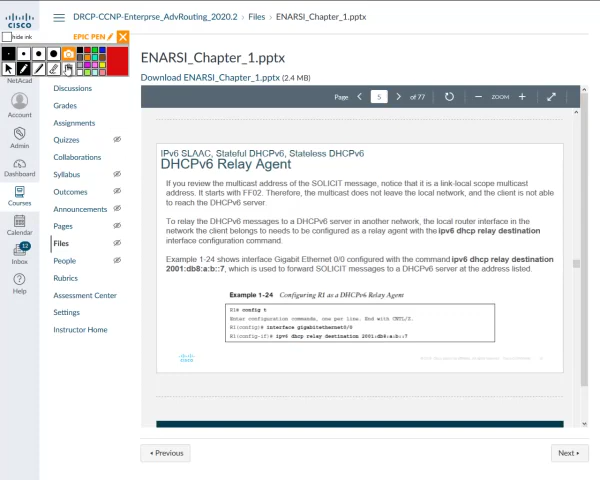 DRCP-CCNP-Enterprse_AdvRouting_2020.2 › Files › ENARSI_Chapter_1.pptx
CISCO
hide ink
EPIC PEN
ENARSI_Chapter_1.pptx
Download ENARSI_Chapter_1.pptx (2.4 MB)
NetAcad
Account
Admin
Dashboard
Courses
Calendar
12
Inbox
Help
Discussions
Grades
Assignments
Quizzes
Collaborations
Syllabus
Outcomes
Announcements
Pages
Files
People
Rubrics
Assessment Center
Settings
Instructor Home
Page < 5 > of 77 ZOOM
IPv6 SLAAC, Stateful DHCPv6, Stateless DHCPv6
DHCPv6 Relay Agent
If you review the multicast address of the SOLICIT message, notice that it is a link-local scope multicast
address. It starts with FF02. Therefore, the multicast does not leave the local network, and the client is not able
to reach the DHCPv6 server.
To relay the DHCPv6 messages to a DHCPv6 server in another network, the local router interface in the
network the client belongs to needs to be configured as a relay agent with the ipv6 dhcp relay destination
interface configuration command.
Example 1-24 shows interface Gigabit Ethernet 0/0 configured with the command ipv6 dhcp relay destination
2001:db8:a:b::7, which is used to forward SOLICIT messages to a DHCPv6 server at the address listed.
Example 1-24 Configuring R1 as a DHCPv6 Relay Agent
R1# config t
Enter configuration commands, one per line. End with CNTL/Z.
R1(config)# interface gigabitethernet0/0
R1(config-if)# ipv6 dhcp relay destination 2001:db8:a:b::7
CISCO
Previous
Next